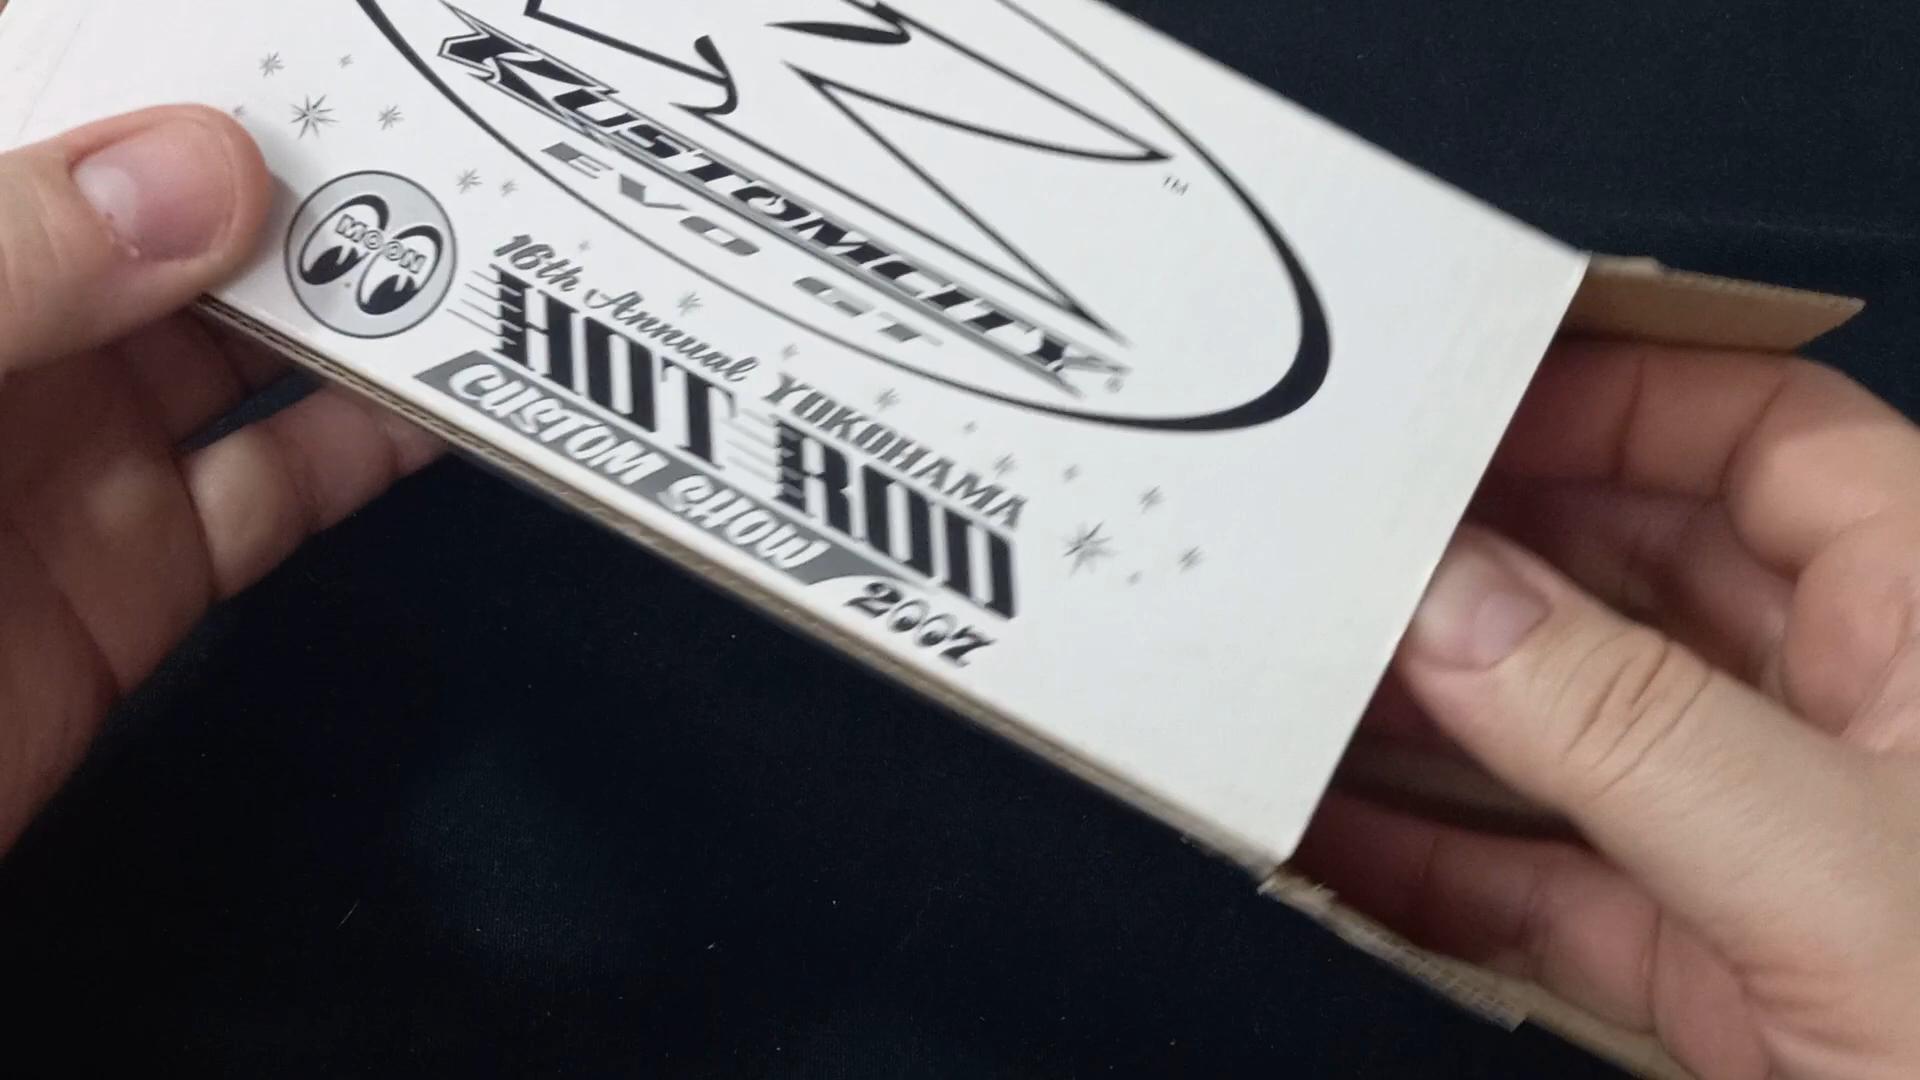 TM
KUSTOMCITY®
EVO GT
MOON
16th Annual
YOKOHAMA
HOT ROD
CUSTOM SHOW
2007